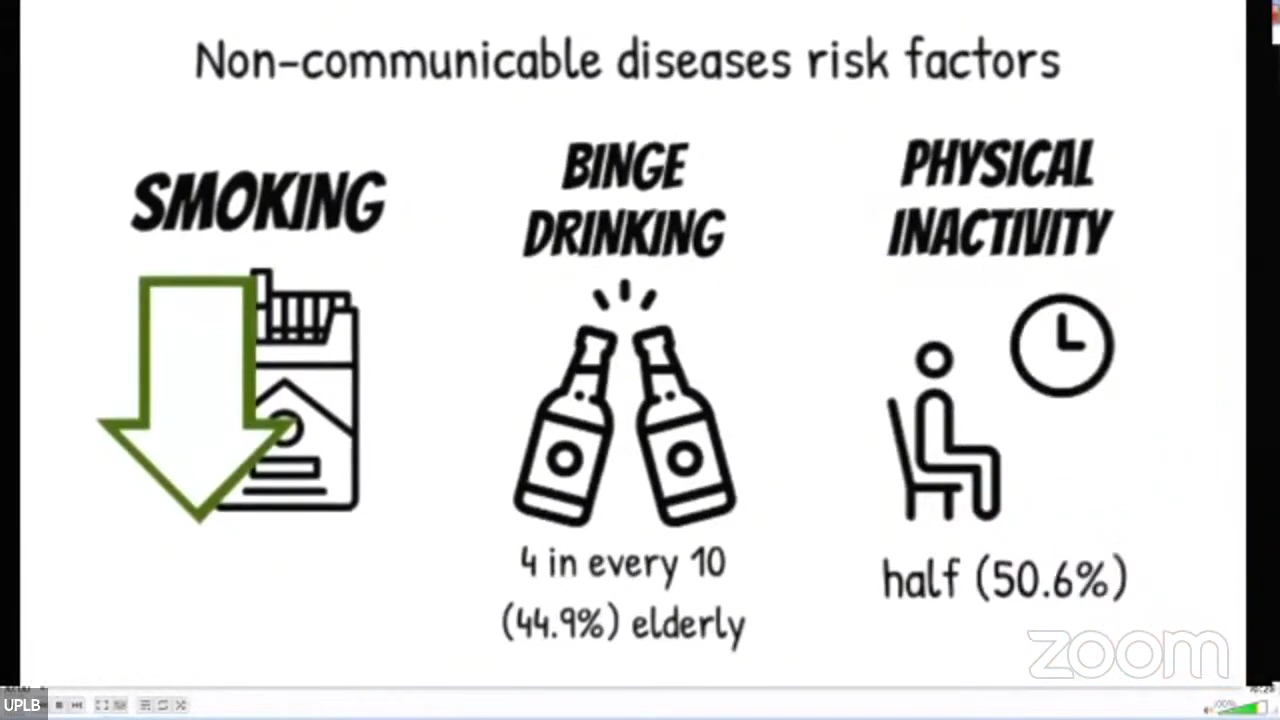 Non-communicable diseases risk factors
SMOKING
BINGE
DRINKING
PHYSICAL
INACTIVITY
4 in every 10
(44.9%) elderly
half (50.6%)
zoom
UPLB